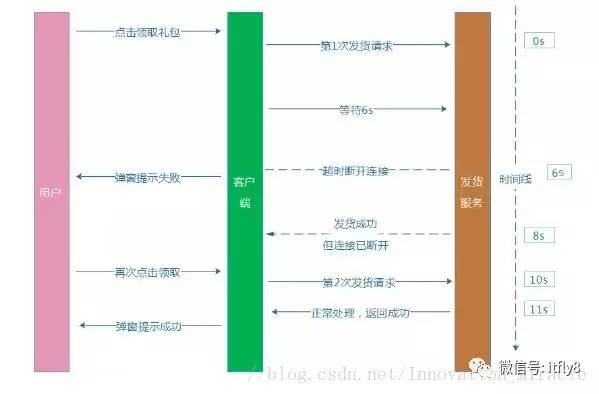 点击领取礼包
第1次发货请求
0s
等待6s
弹窗提示失败
超时断开连接
6s
用户
客户
端
发货
服务
时间线
发货成功
但连接已断开
8s
再次点击领取
第2次发货请求
10s
正常处理，返回成功
11s
弹窗提示成功
微信号: itfly8
//blog.csdn.net/Innovation_miracle